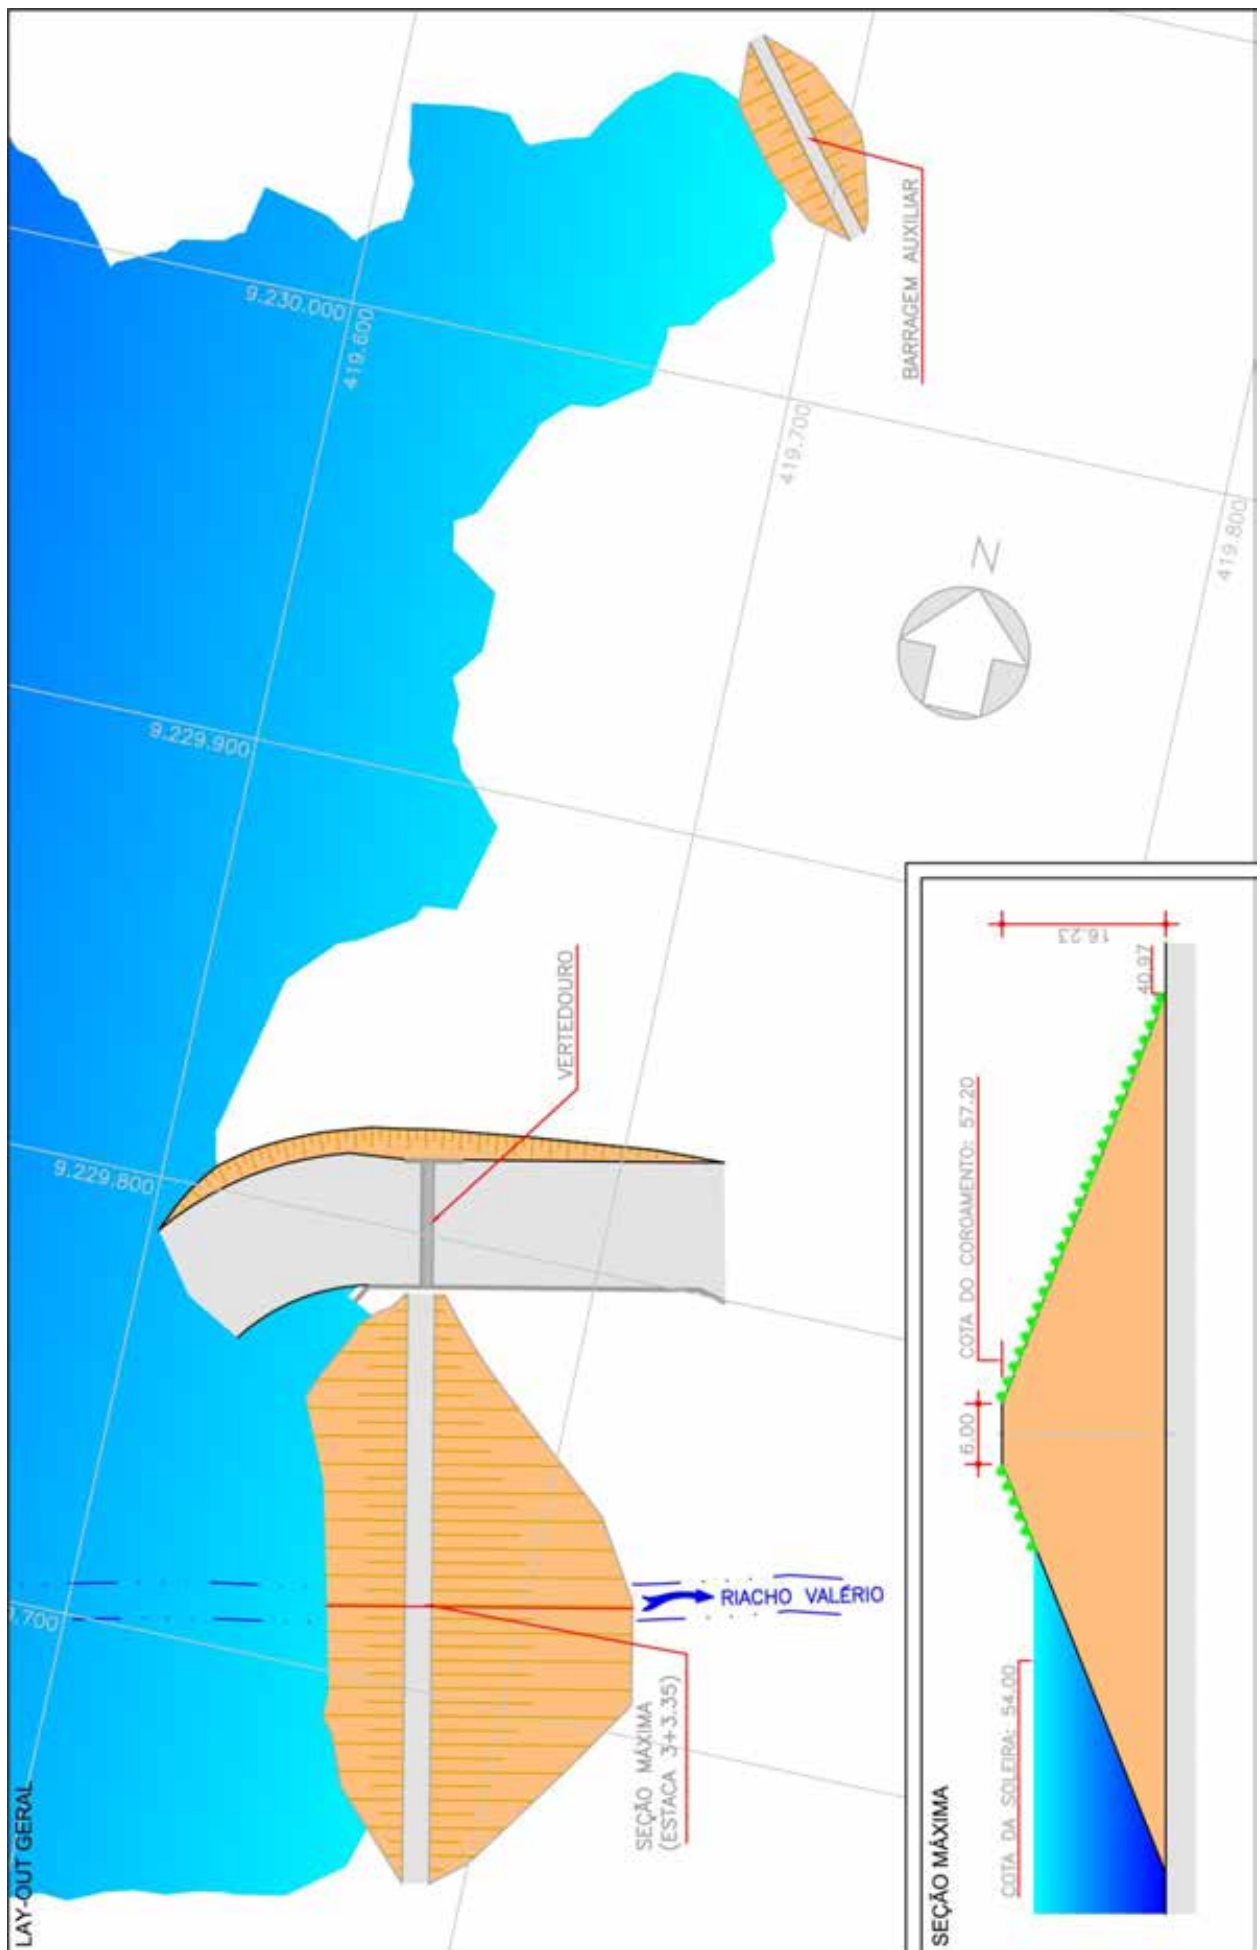 LAY-OUT GERAL
9.230.000
419.600
419.700
419.800
9.229.900
9.229.800
.700
BARRAGEM AUXILIAR
N
VERTEDOURO
RIACHO VALÉRIO
SEÇÃO MÁXIMA
(ESTACA 3+3.35)
SEÇÃO MÁXIMA
COTA DA SOLEIRA: 54.00
6.00
COTA DO COROAMENTO: 57.20
40.97
16.23